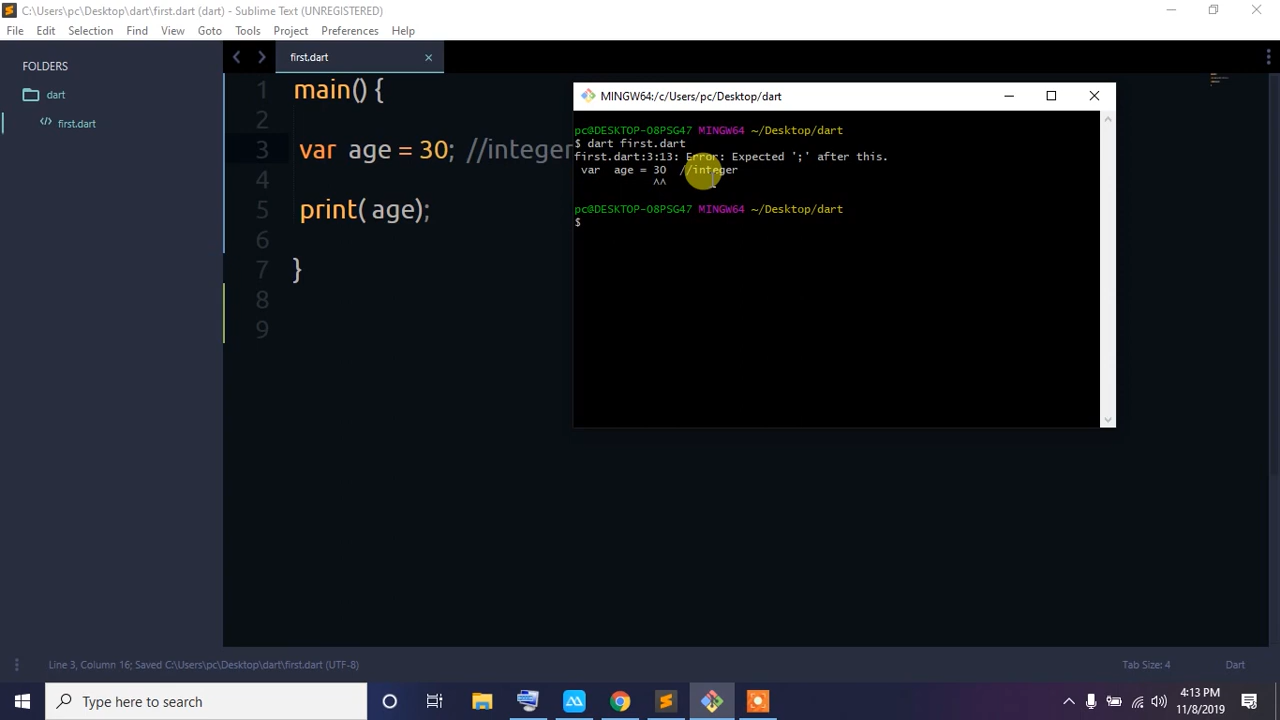 C:\Users\pc\Desktop\dart\first.dart (dart) - Sublime Text (UNREGISTERED)
File Edit Selection Find View Goto Tools Project Preferences Help
FOLDERS
dart
first.dart
first.dart
1 main() {
2
3 var age = 30; //integer
4
5 print( age);
6
7 }
8
9
MINGW64:/c/Users/pc/Desktop/dart
pc@DESKTOP-08PSG47 MINGW64 ~/Desktop/dart
$ dart first.dart
first.dart:3:13: Error: Expected ';' after this.
var  age = 30  //integer
^^
pc@DESKTOP-08PSG47 MINGW64 ~/Desktop/dart
$
Line 3, Column 16; Saved C:\Users\pc\Desktop\dart\first.dart (UTF-8)
Tab Size: 4
Dart
Type here to search
4:13 PM
11/8/2019